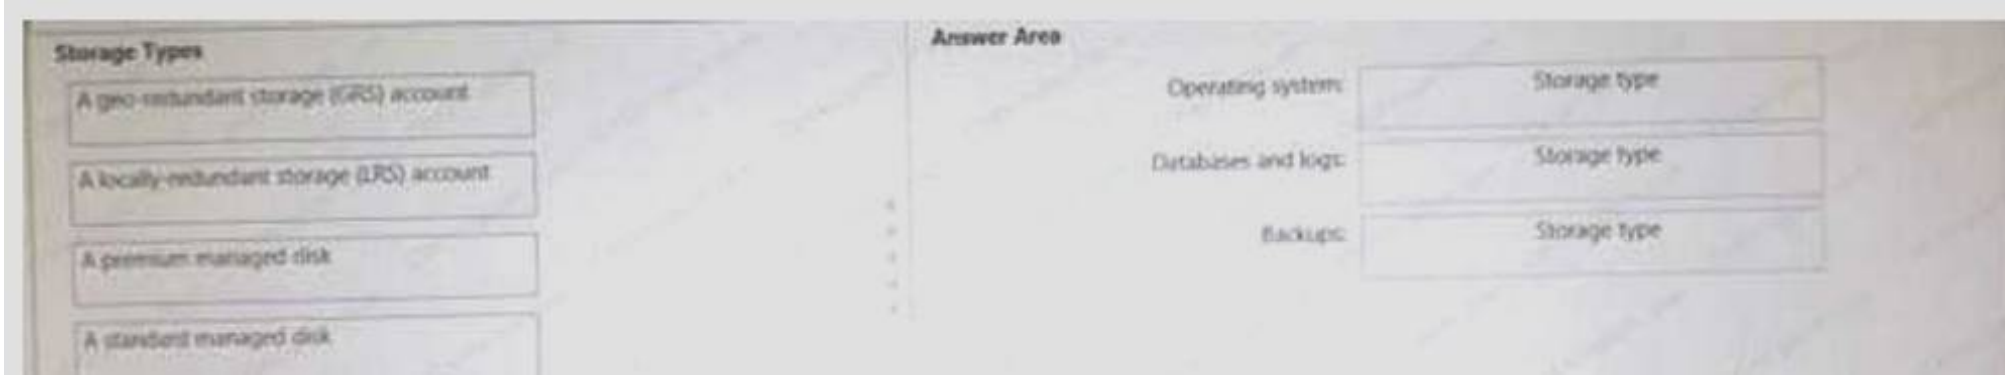 Storage Types
A geo-redundant storage (GRS) account
A locally-redundant storage (LRS) account
A premium managed disk
A standard managed disk
Answer Area
Operating system:
Storage type
Databases and logs:
Storage type
Backups:
Storage type